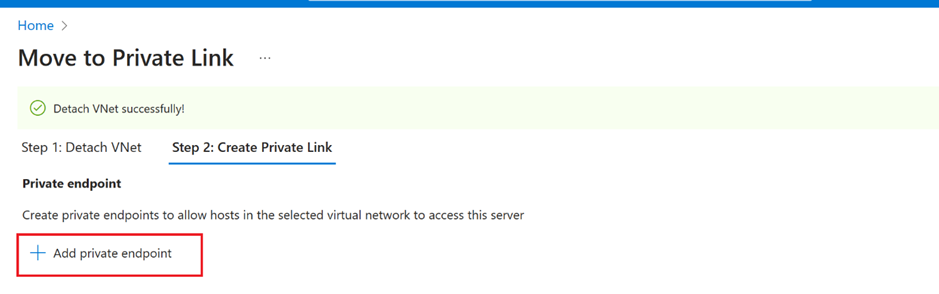 Home >
Move to Private Link ...
Detach VNet successfully!
Step 1: Detach VNet Step 2: Create Private Link
Private endpoint
Create private endpoints to allow hosts in the selected virtual network to access this server
+ Add private endpoint